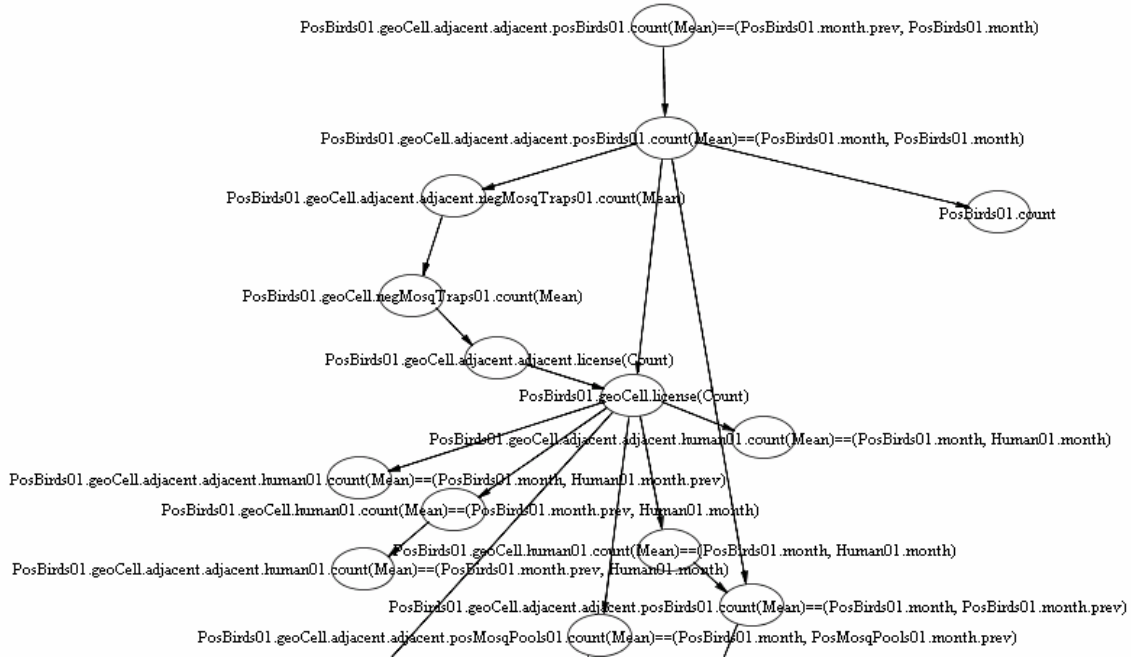 PosBirds01.geoCell.adjacent.adjacent.posBirds01.count(Mean)==(PosBirds01.month.prev, PosBirds01.month)
PosBirds01.geoCell.adjacent.adjacent.posBirds01.count(Mean)==(PosBirds01.month, PosBirds01.month)
PosBirds01.geoCell.adjacent.adjacent.negMosqTraps01.count(Mean)
PosBirds01.count
PosBirds01.geoCell.negMosqTraps01.count(Mean)
PosBirds01.geoCell.adjacent.adjacent.license(Count)
PosBirds01.geoCell.license(Count)
PosBirds01.geoCell.adjacent.adjacent.human01.count(Mean)==(PosBirds01.month, Human01.month)
PosBirds01.geoCell.adjacent.adjacent.human01.count(Mean)==(PosBirds01.month, Human01.month.prev)
PosBirds01.geoCell.human01.count(Mean)==(PosBirds01.month.prev, Human01.month)
PosBirds01.geoCell.human01.count(Mean)==(PosBirds01.month, Human01.month)
PosBirds01.geoCell.adjacent.adjacent.human01.count(Mean)==(PosBirds01.month.prev, Human01.month)
PosBirds01.geoCell.adjacent.adjacent.posBirds01.count(Mean)==(PosBirds01.month, PosBirds01.month.prev)
PosBirds01.geoCell.adjacent.adjacent.posMosqPools01.count(Mean)==(PosBirds01.month, PosMosqPools01.month.prev)